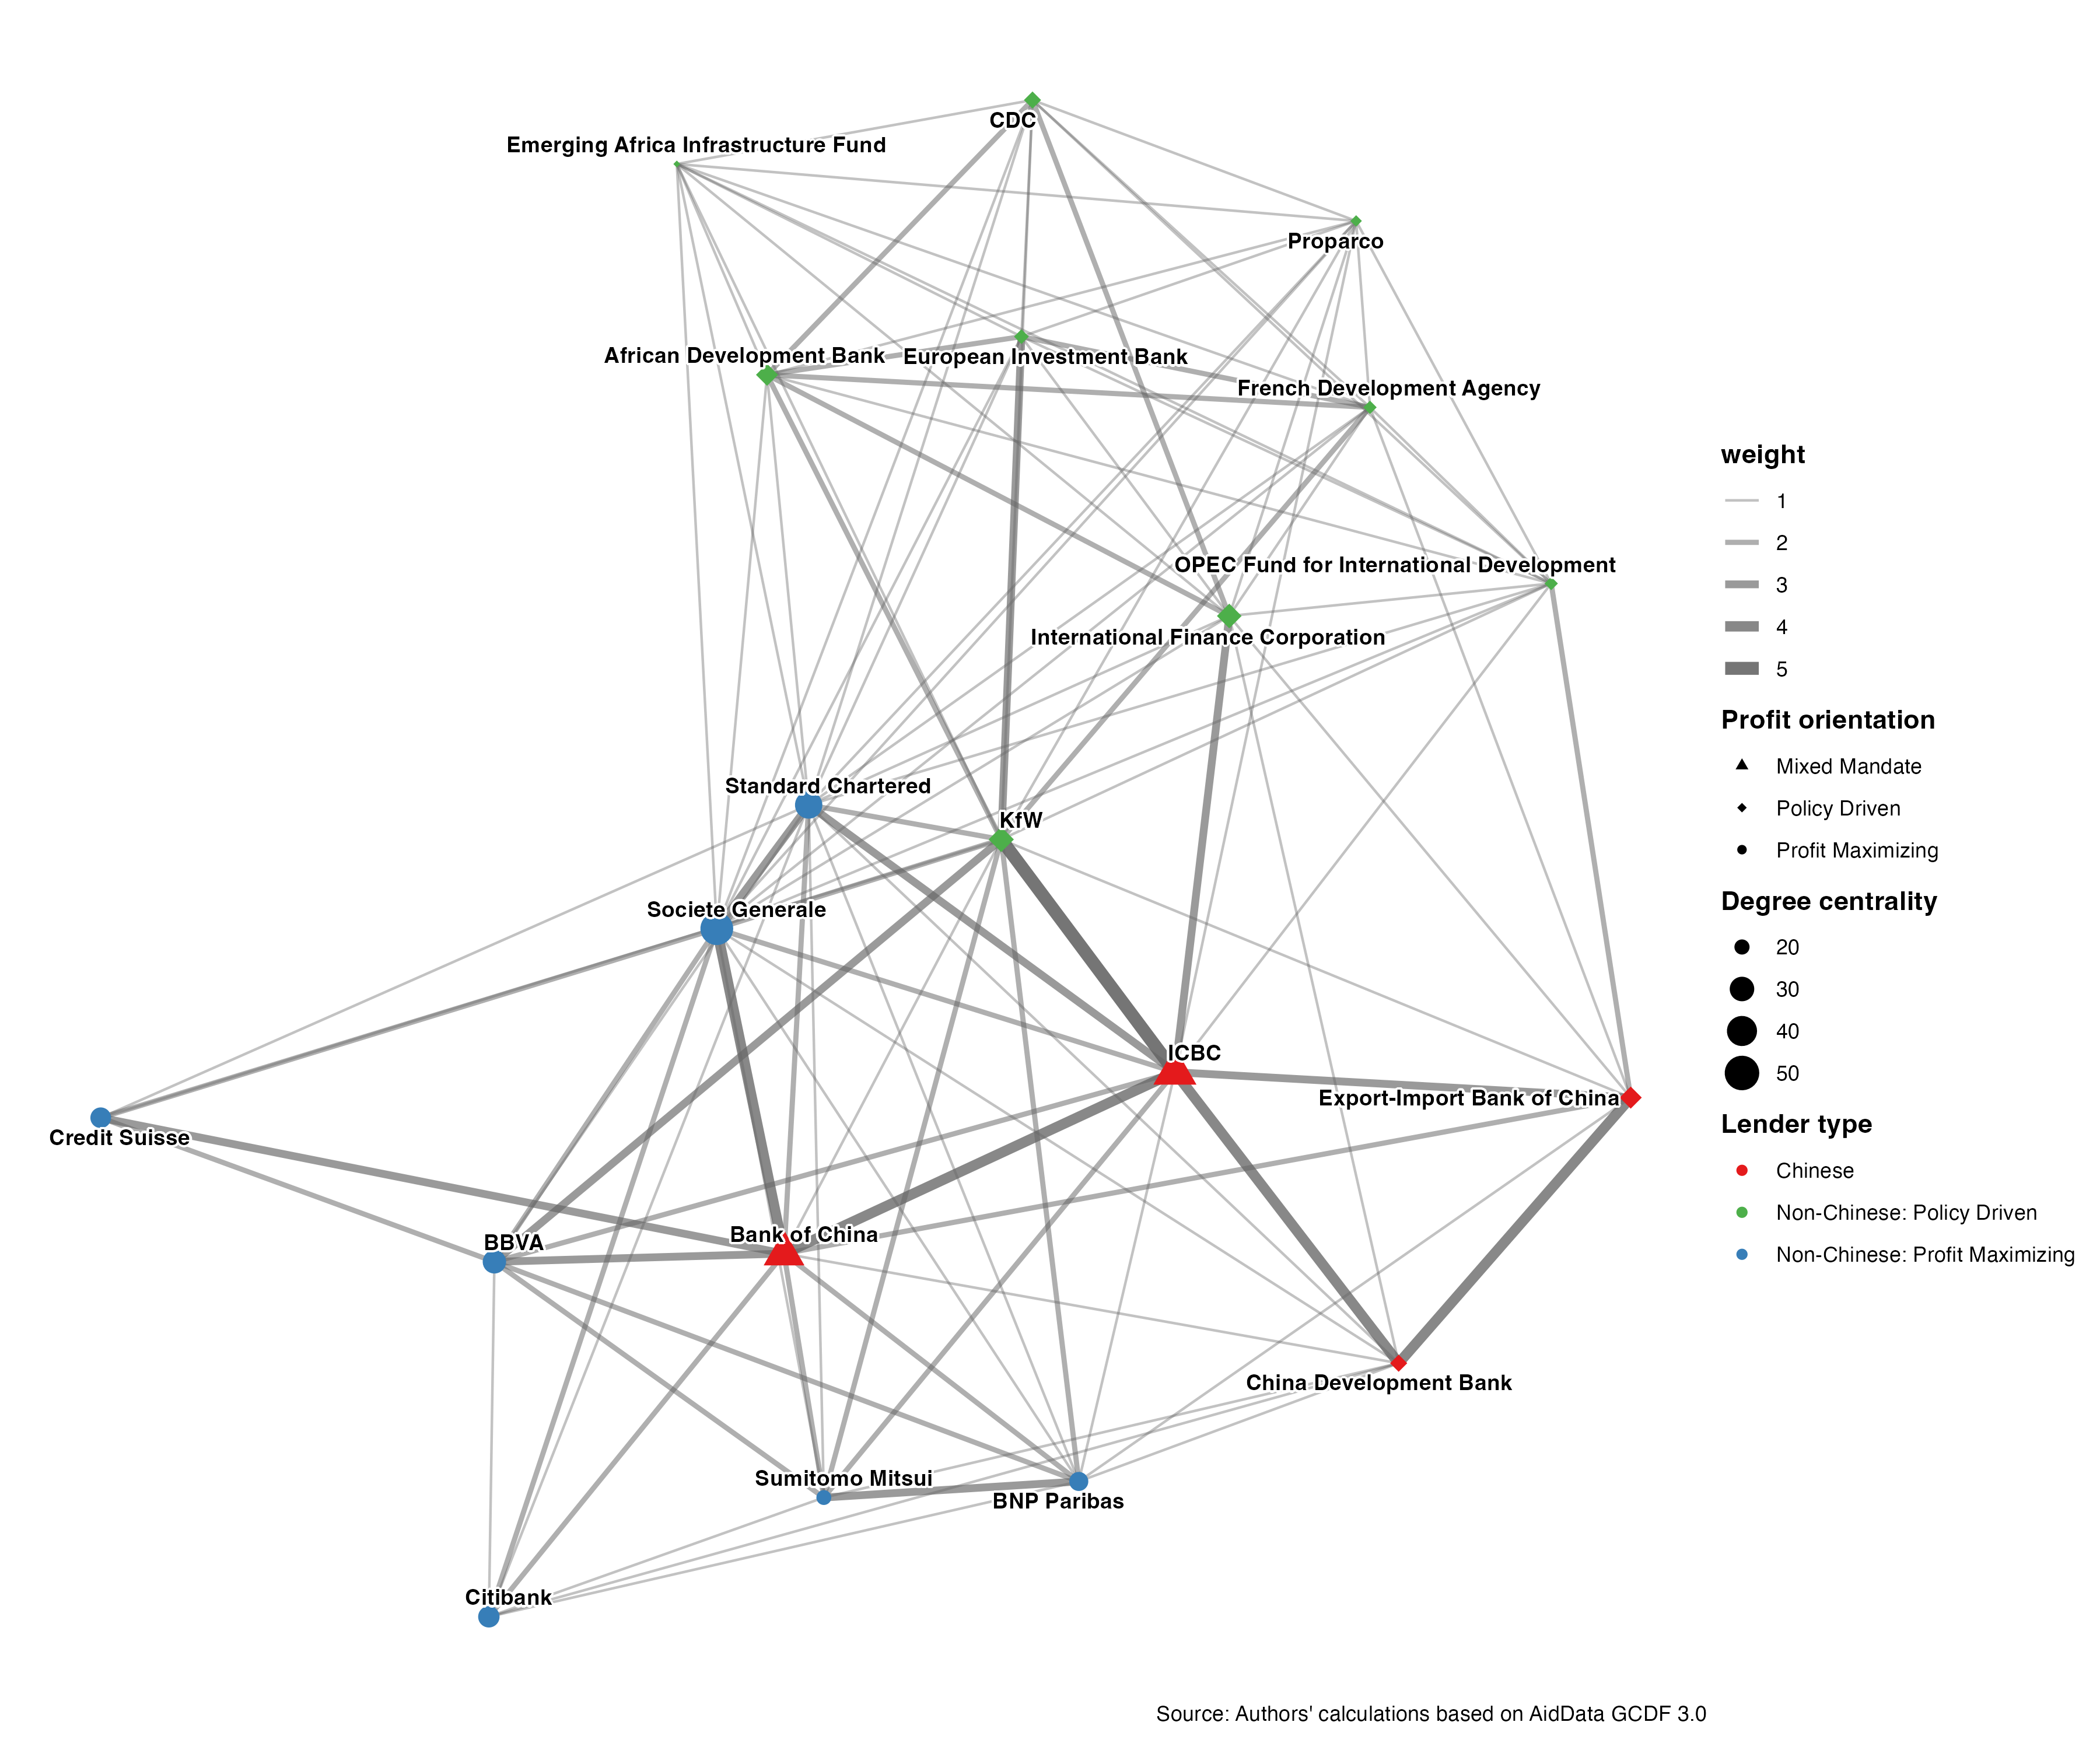 CDC
Emerging Africa Infrastructure Fund
Proparco
African Development Bank
European Investment Bank
French Development Agency
OPEC Fund for International Development
International Finance Corporation
Standard Chartered
KfW
Societe Generale
ICBC
Export-Import Bank of China
Credit Suisse
Bank of China
BBVA
China Development Bank
Sumitomo Mitsui
BNP Paribas
Citibank
weight
1
2
3
4
5
Profit orientation
Mixed Mandate
Policy Driven
Profit Maximizing
Degree centrality
20
30
40
50
Lender type
Chinese
Non-Chinese: Policy Driven
Non-Chinese: Profit Maximizing
Source: Authors' calculations based on AidData GCDF 3.0